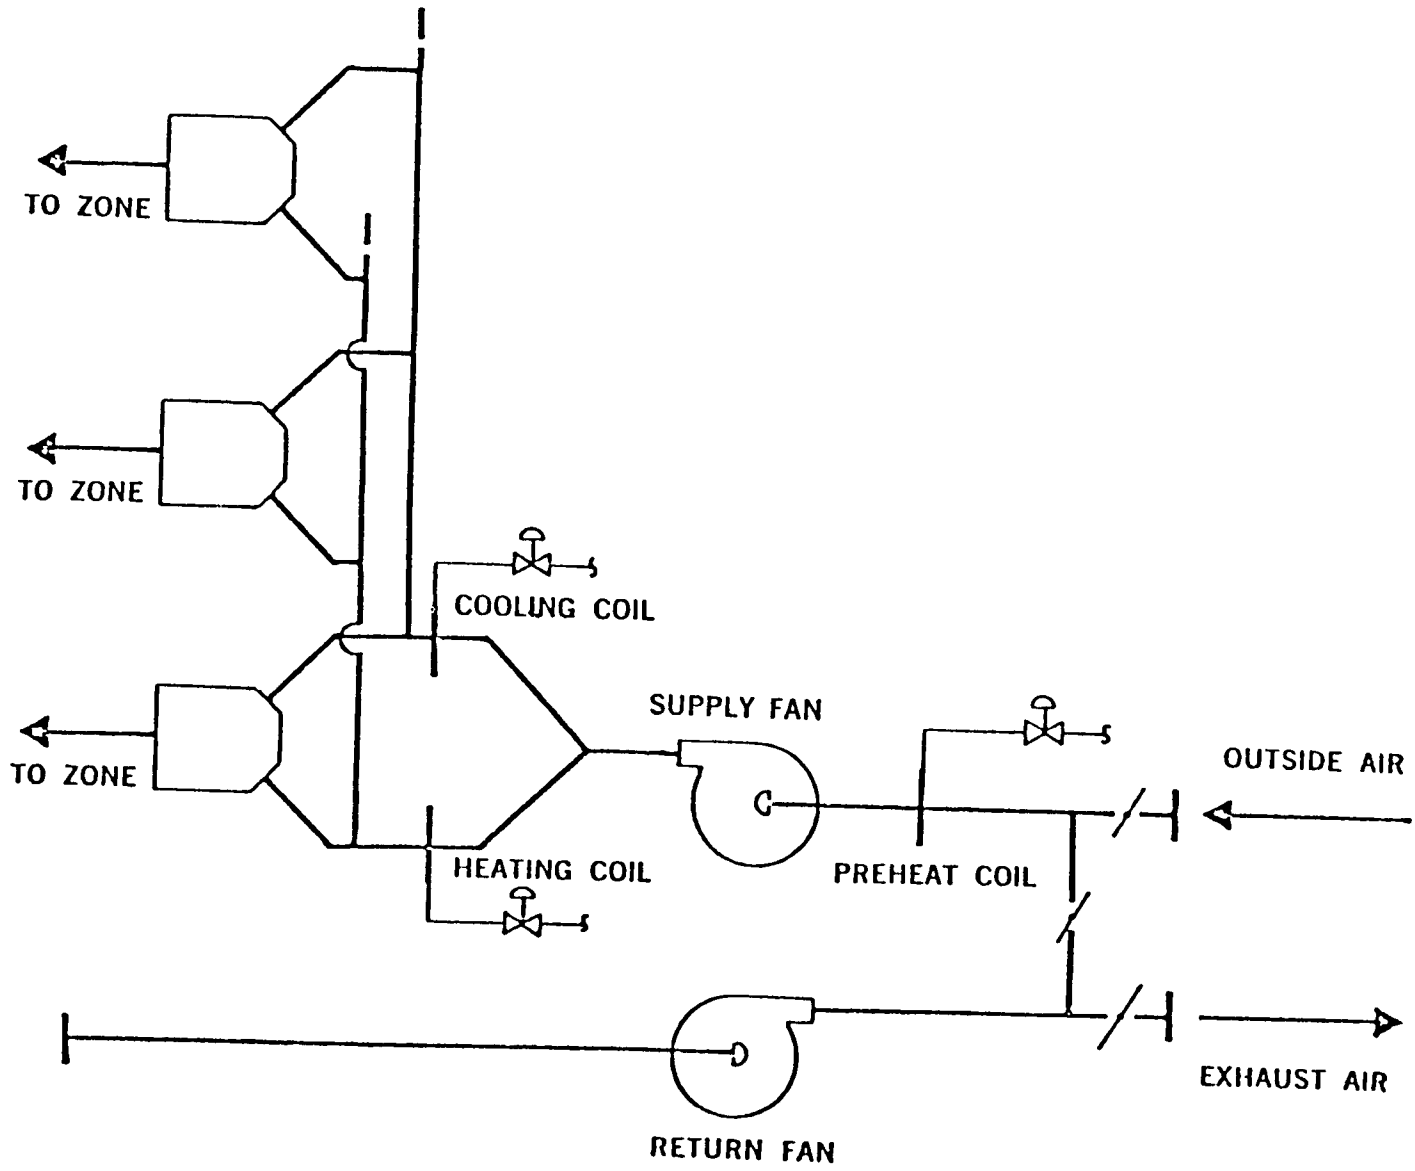 TO ZONE
TO ZONE
COOLING COIL
SUPPLY FAN
OUTSIDE AIR
TO ZONE
HEATING COIL
PREHEAT COIL
EXHAUST AIR
RETURN FAN